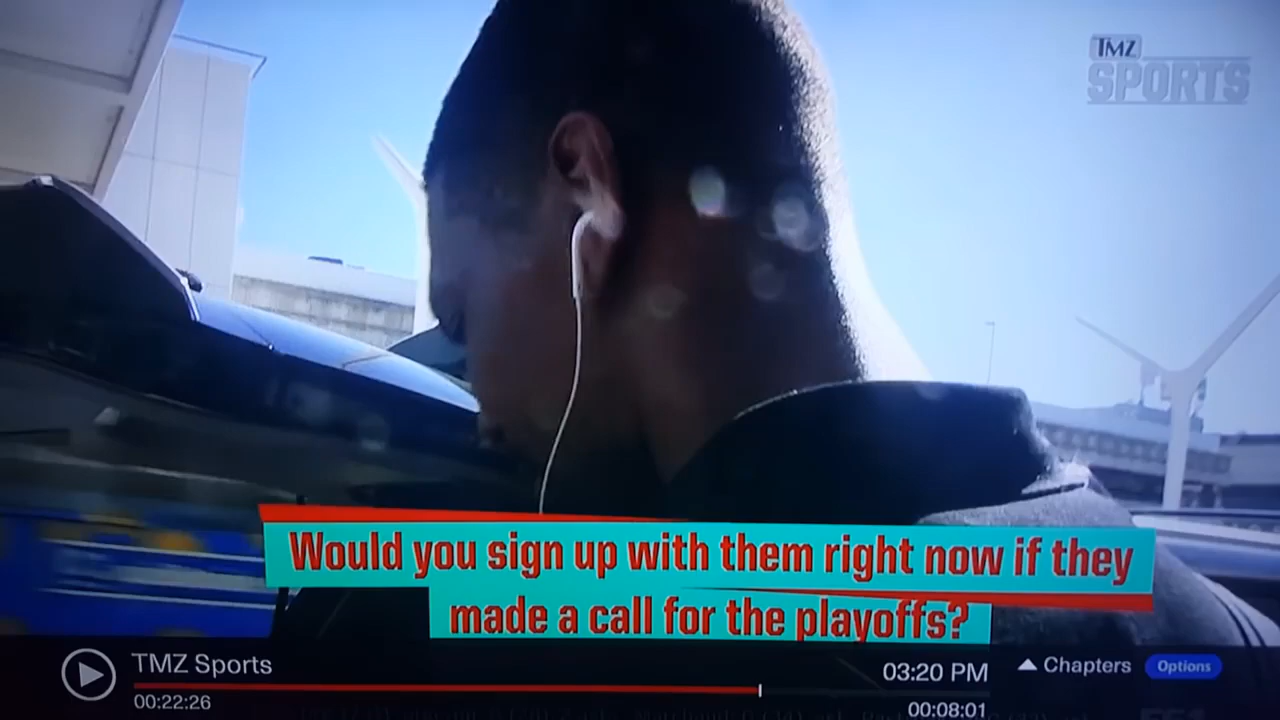 TMZ
SPORTS
Would you sign up with them right now if they
made a call for the playoffs?
TMZ Sports
03:20 PM
Chapters
Options
00:22:26
00:08:01